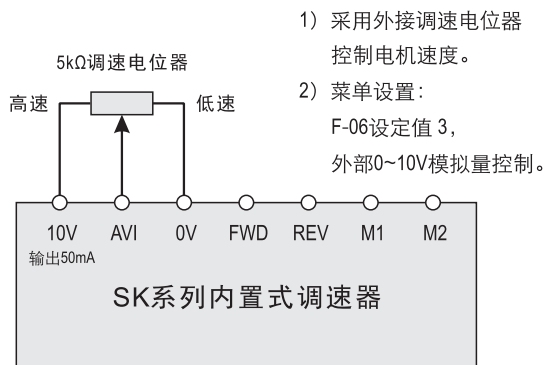 1）采用外接调速电位器
控制电机速度。
2）菜单设置：
F-06设定值 3，
外部0~10V模拟量控制。
5kΩ调速电位器
高速
低速
10V AVI 0V FWD REV M1 M2
输出50mA
SK系列内置式调速器